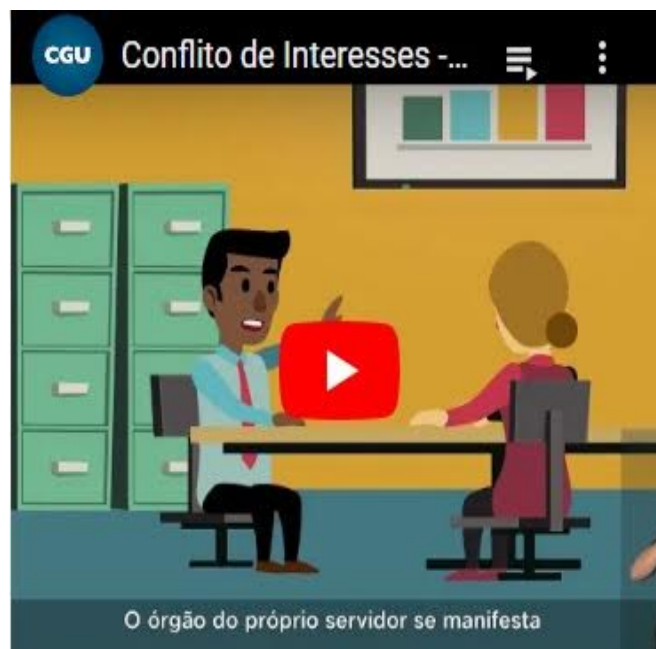 CGU
Conflito de Interesses -...
O órgão do próprio servidor se manifesta